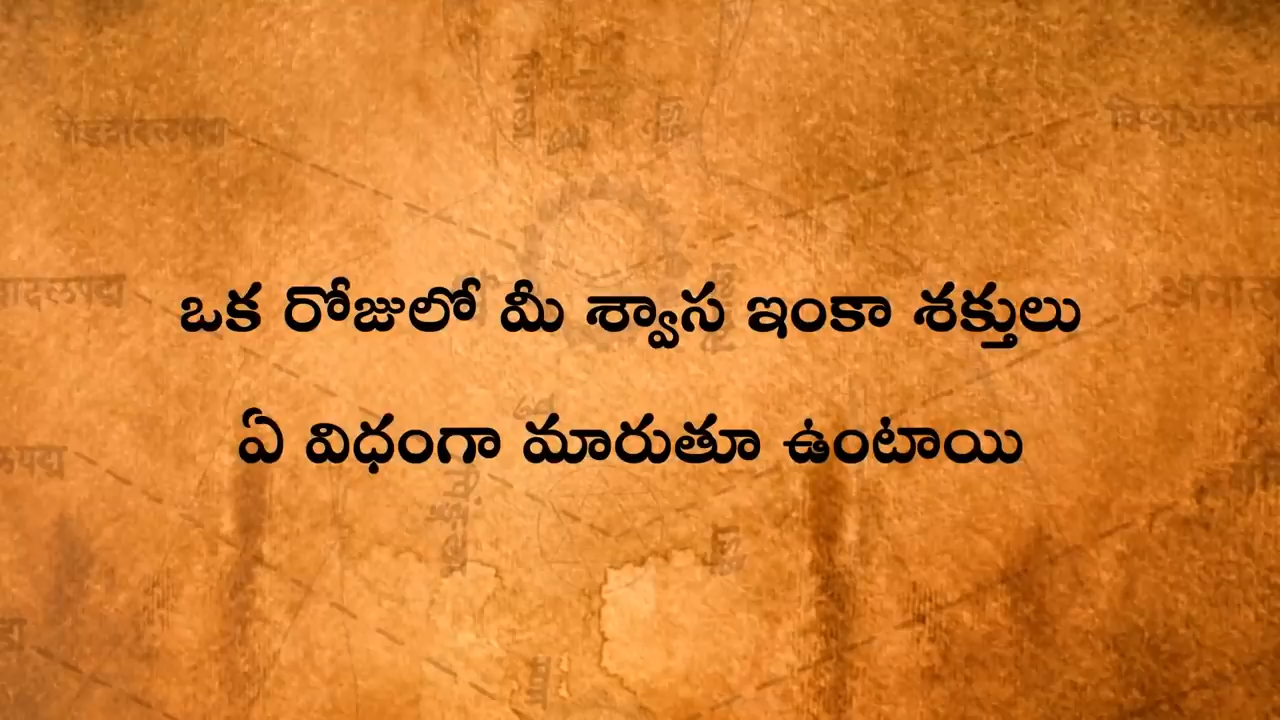 ఒక రోజులో మీ శ్వాస ఇంకా శక్తులు
ఏ విధంగా మారుతూ ఉంటాయి